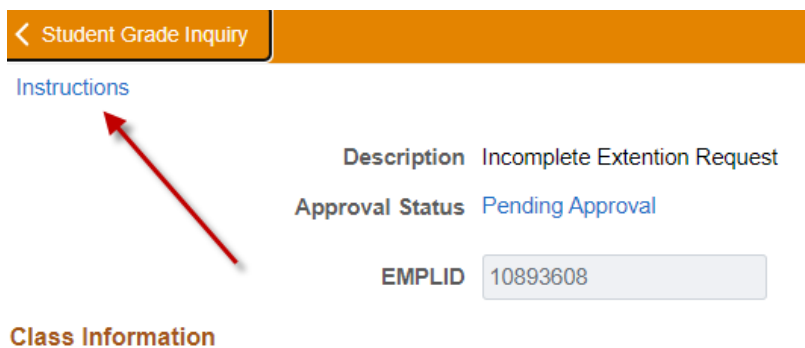 Student Grade Inquiry
Instructions
Description Incomplete Extention Request
Approval Status Pending Approval
EMPLID 10893608
Class Information